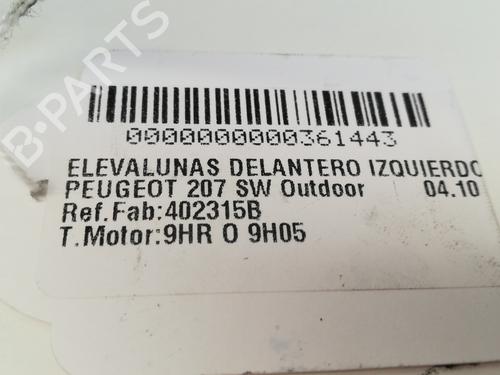 B-PARTS
0000000000361443
ELEVALUNAS DELANTERO IZQUIERDO
PEUGEOT 207 SW Outdoor 04.10
Ref.Fab:402315B
T.Motor:9HR O 9H05